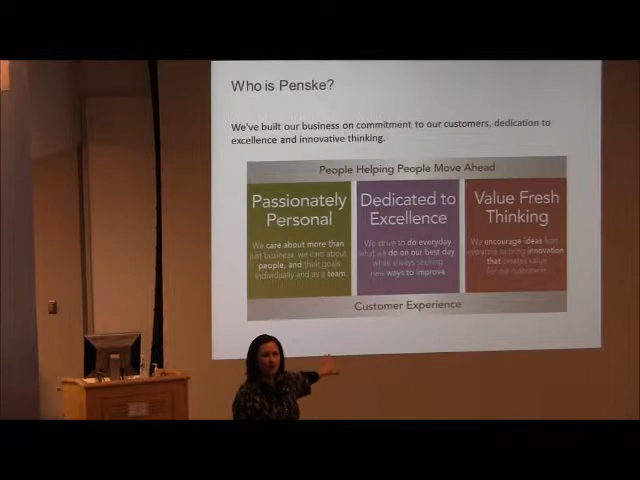 Who is Penske?
We've built our business on commitment to our customers, dedication to
excellence and innovative thinking.
People Helping People Move Ahead
Passionately
Personal
We care about more than
just business, we care about
people, and their goals
individually and as a team
Dedicated to
Excellence
We strive to do everyday
what we do on our best day
while always seeking
new ways to improve
Value Fresh
Thinking
We encourage ideas from
everyone to bring innovation
that creates value
for our customers
Customer Experience